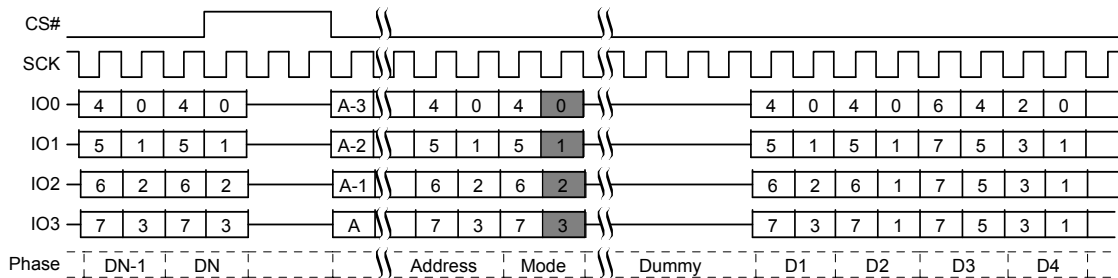 CS#
SCK
IO0 4 0 4 0 A-3 4 0 4 0 4 0 4 0 6 4 2 0
IO1 5 1 5 1 A-2 5 1 5 1 5 1 5 1 7 5 3 1
IO2 6 2 6 2 A-1 6 2 6 2 6 2 6 1 7 5 3 1
IO3 7 3 7 3 A 7 3 7 3 7 3 7 1 7 5 3 1
Phase DN-1 DN Address Mode Dummy D1 D2 D3 D4